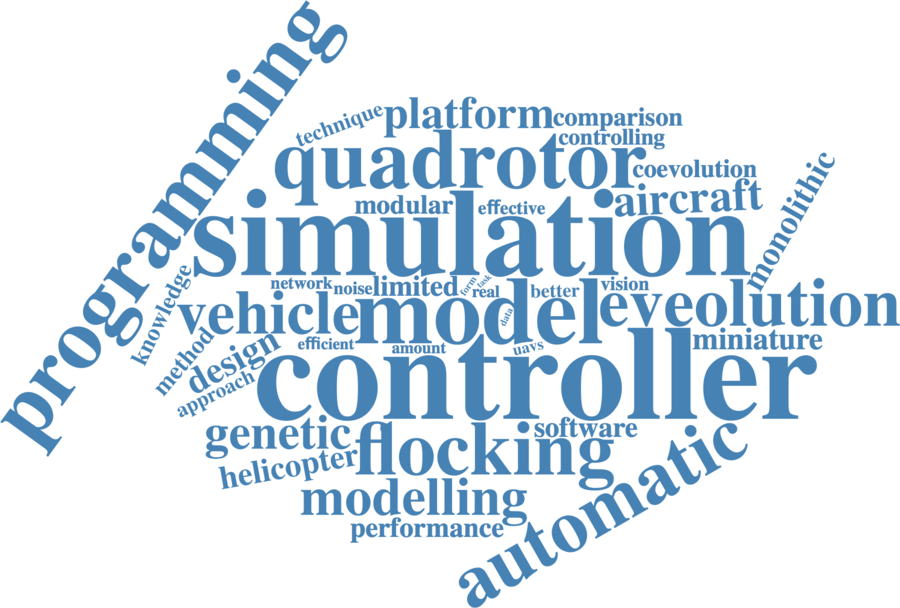 programming
technique
platform
comparison
controlling
quadrotor
coevolution
modular
effective
aircraft
monolithic
simulation
knowledge
network
noise
limited
form
task
real
better
vision
vehicle
model
data
eveolution
method
design
efficient
amount
uavs
miniature
approach
controller
genetic
flocking
software
helicopter
automatic
modelling
performance